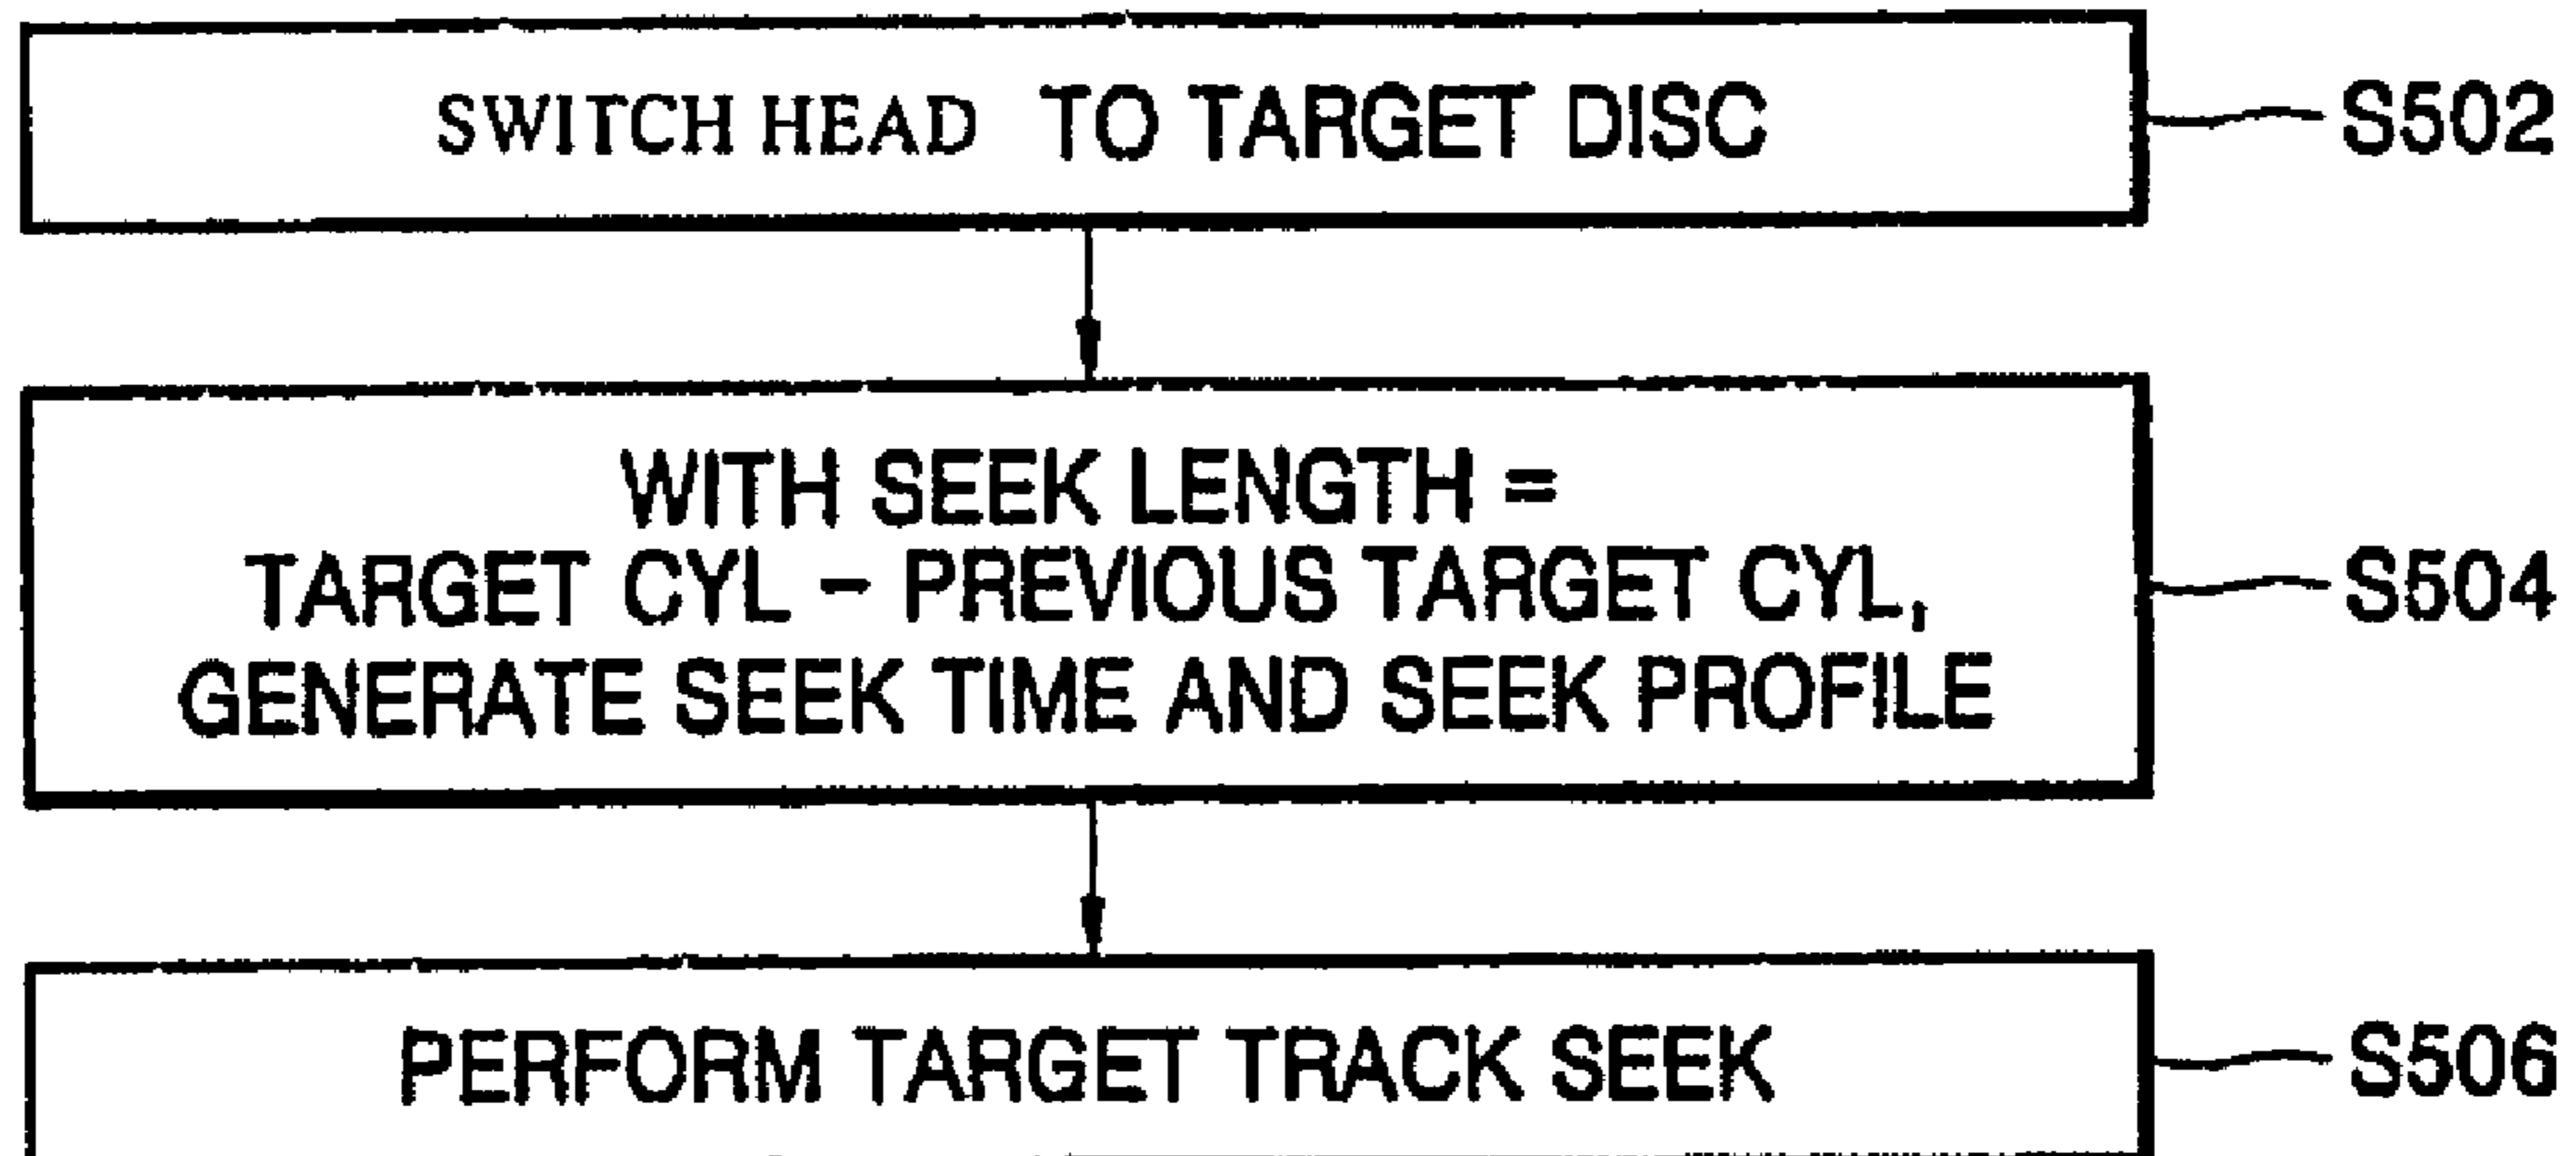 SWITCH HEAD TO TARGET DISC
S502
WITH SEEK LENGTH =
TARGET CYL – PREVIOUS TARGET CYL,
GENERATE SEEK TIME AND SEEK PROFILE
S504
PERFORM TARGET TRACK SEEK
S506